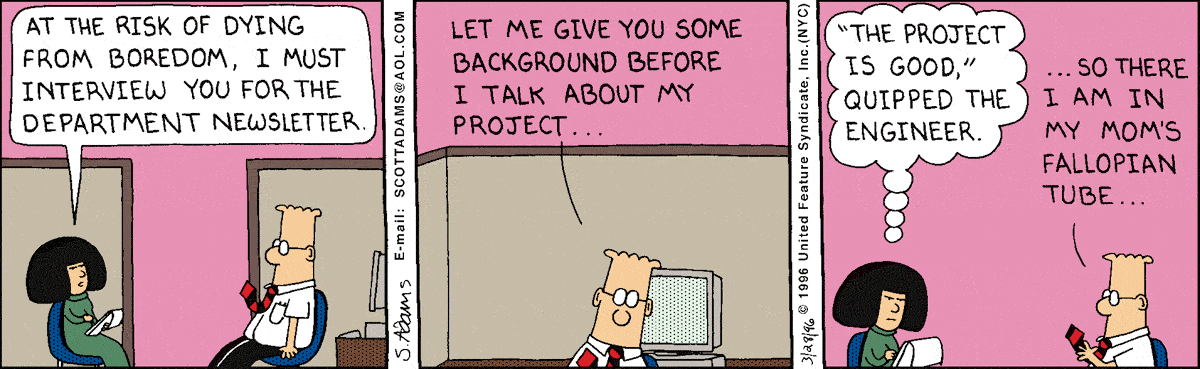 AT THE RISK OF DYING
FROM BOREDOM, I MUST
INTERVIEW YOU FOR THE
DEPARTMENT NEWSLETTER.
S.Adams
E-mail: SCOTTADAMS@AOL.COM
LET ME GIVE YOU SOME
BACKGROUND BEFORE
I TALK ABOUT MY
PROJECT...
3/28/96 © 1996 United Feature Syndicate, Inc.(NYC)
"THE PROJECT
IS GOOD,"
QUIPPED THE
ENGINEER.
...SO THERE
I AM IN
MY MOM'S
FALLOPIAN
TUBE...